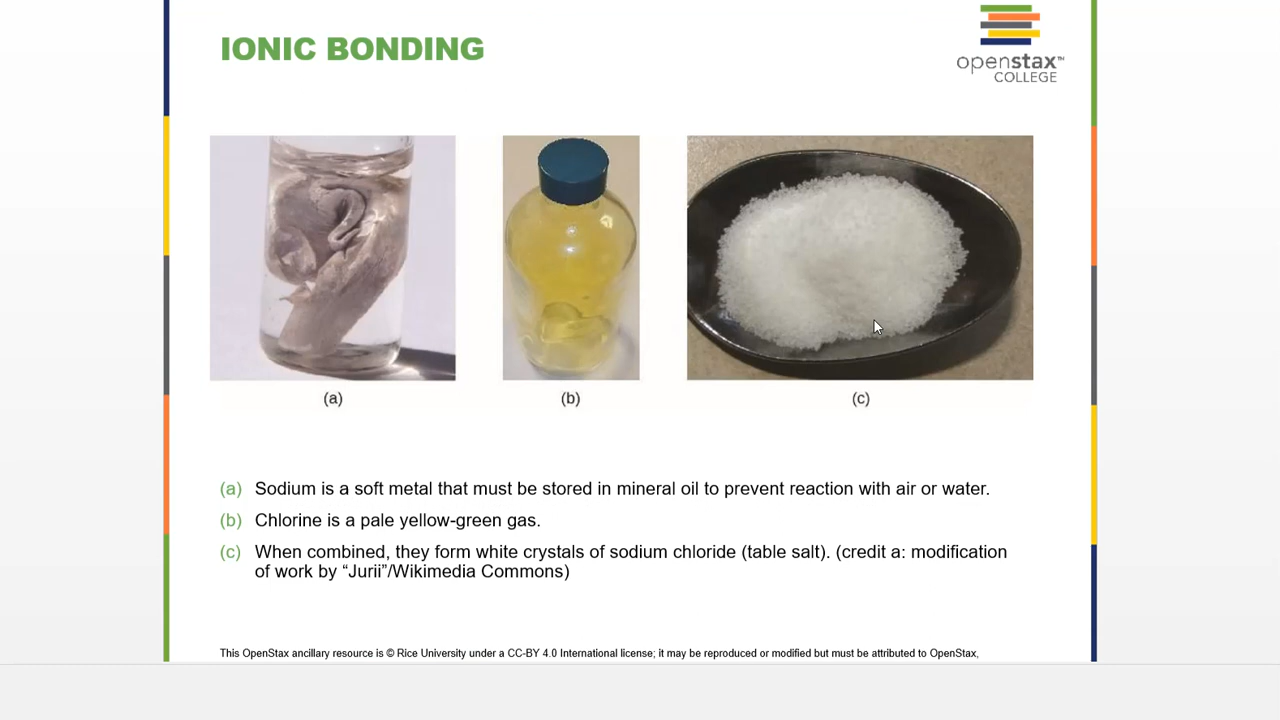 IONIC BONDING
openstax™
COLLEGE
(a)
(b)
(c)
(a) Sodium is a soft metal that must be stored in mineral oil to prevent reaction with air or water.
(b) Chlorine is a pale yellow-green gas.
(c) When combined, they form white crystals of sodium chloride (table salt). (credit a: modification
of work by “Jurii”/Wikimedia Commons)
This OpenStax ancillary resource is © Rice University under a CC-BY 4.0 International license; it may be reproduced or modified but must be attributed to OpenStax,